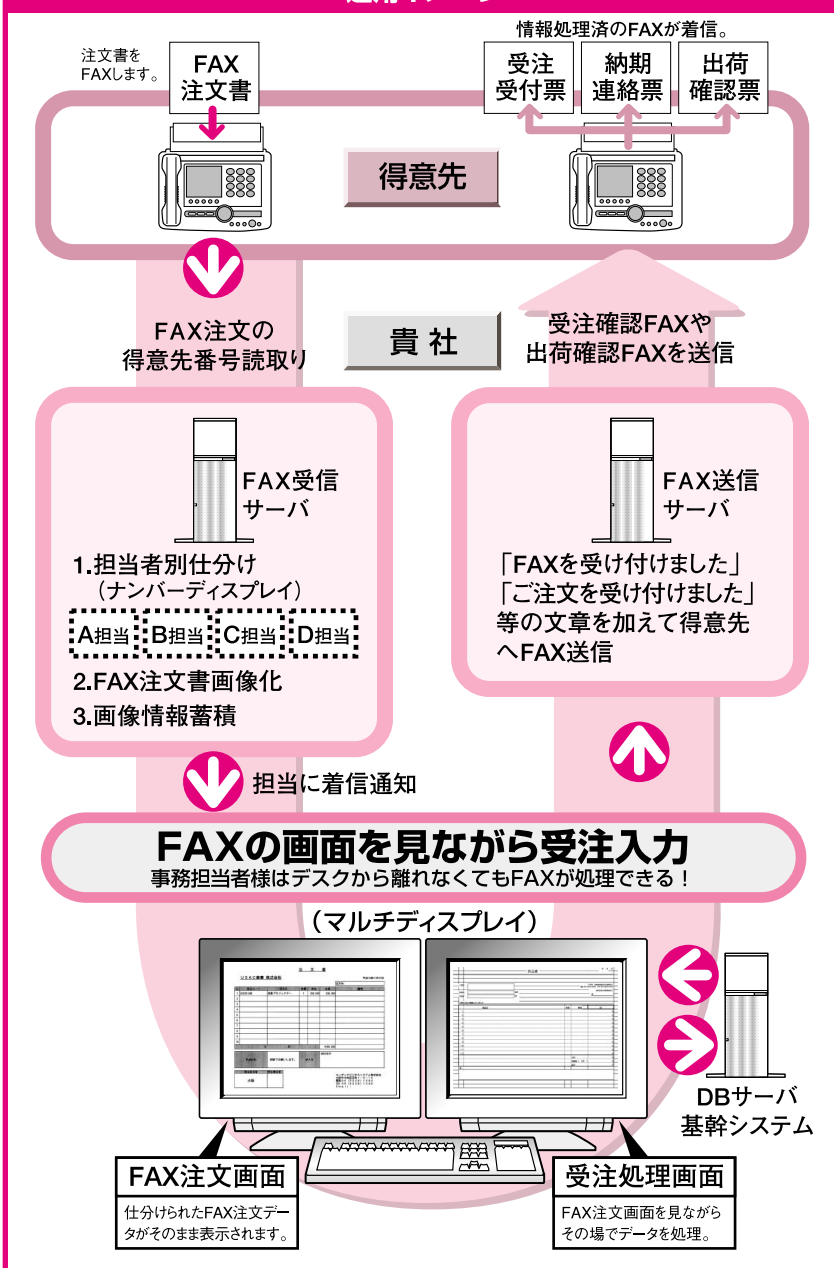 注文書を
FAXします。
FAX
注文書
情報処理済のFAXが着信。
受注
受付票
納期
連絡票
出荷
確認票
得意先
FAX注文の
得意先番号読取り
貴社
受注確認FAXや
出荷確認FAXを送信
FAX受信
サーバ
1.担当者別仕分け
（ナンバーディスプレイ）
A担当 B担当 C担当 D担当
2.FAX注文書画像化
3.画像情報蓄積
FAX送信
サーバ
「FAXを受け付けました」
「ご注文を受け付けました」
等の文章を加えて得意先
へFAX送信
担当に着信通知
FAXの画面を見ながら受注入力
事務担当者様はデスクから離れなくてもFAXが処理できる！
（マルチディスプレイ）
注文書
DBサーバ
基幹システム
FAX注文画面
仕分けられたFAX注文デー
タがそのまま表示されます。
受注処理画面
FAX注文画面を見ながら
その場でデータを処理。